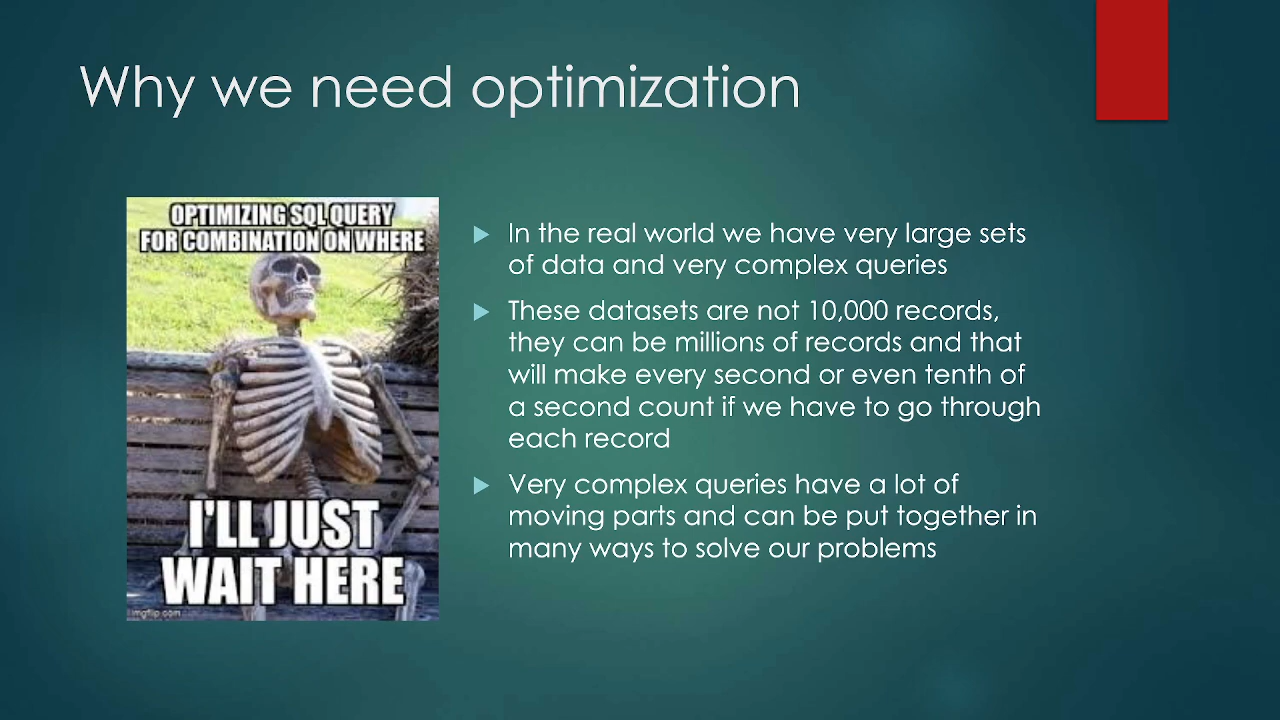 Why we need optimization
OPTIMIZING SQL QUERY
FOR COMBINATION ON WHERE
I'LL JUST
WAIT HERE
imgflip.com
In the real world we have very large sets
of data and very complex queries
These datasets are not 10,000 records,
they can be millions of records and that
will make every second or even tenth of
a second count if we have to go through
each record
Very complex queries have a lot of
moving parts and can be put together in
many ways to solve our problems